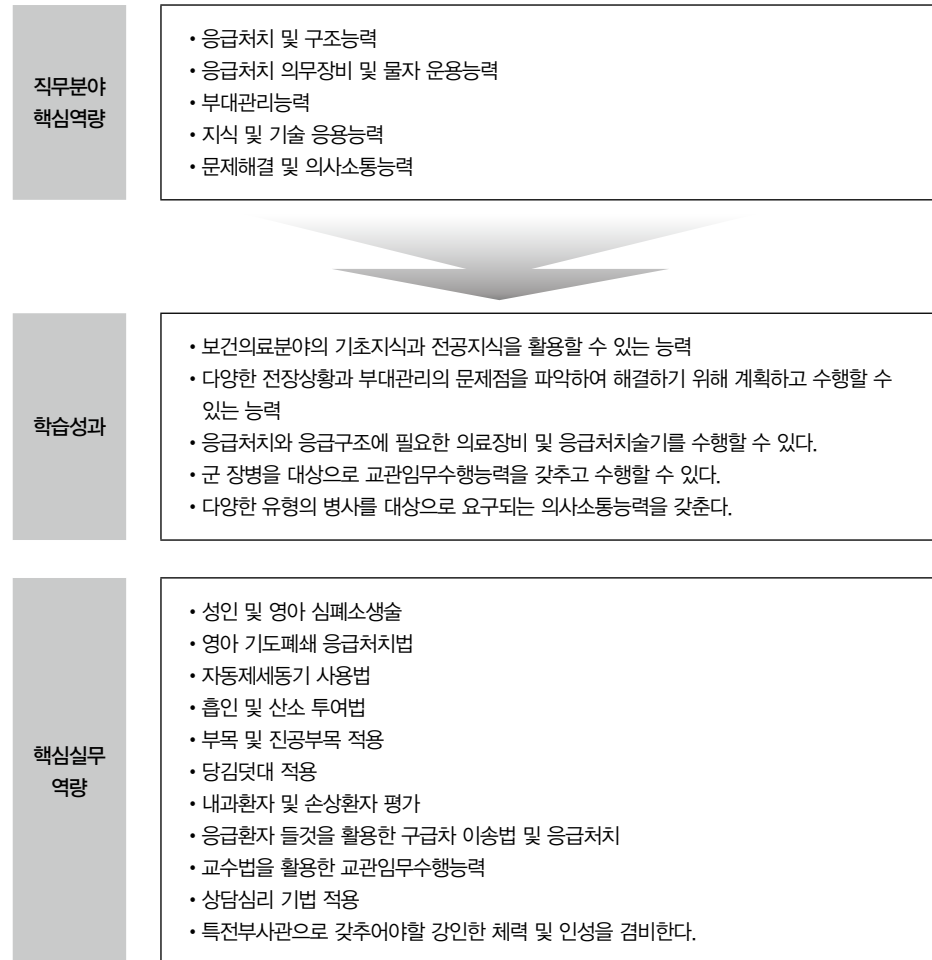 직무분야
핵심역량
• 응급처치 및 구조능력
• 응급처치 의무장비 및 물자 운용능력
• 부대관리능력
• 지식 및 기술 응용능력
• 문제해결 및 의사소통능력
학습성과
• 보건의료분야의 기초지식과 전공지식을 활용할 수 있는 능력
• 다양한 전장상황과 부대관리의 문제점을 파악하여 해결하기 위해 계획하고 수행할 수
있는 능력
• 응급처치와 응급구조에 필요한 의료장비 및 응급처치술기를 수행할 수 있다.
• 군 장병을 대상으로 교관임무수행능력을 갖추고 수행할 수 있다.
• 다양한 유형의 병사를 대상으로 요구되는 의사소통능력을 갖춘다.
핵심실무
역량
• 성인 및 영아 심폐소생술
• 영아 기도폐쇄 응급처치법
• 자동제세동기 사용법
• 흡인 및 산소 투여법
• 부목 및 진공부목 적용
• 당김덧대 적용
• 내과환자 및 손상환자 평가
• 응급환자 들것을 활용한 구급차 이송법 및 응급처치
• 교수법을 활용한 교관임무수행능력
• 상담심리 기법 적용
• 특전부사관으로 갖추어야할 강인한 체력 및 인성을 겸비한다.